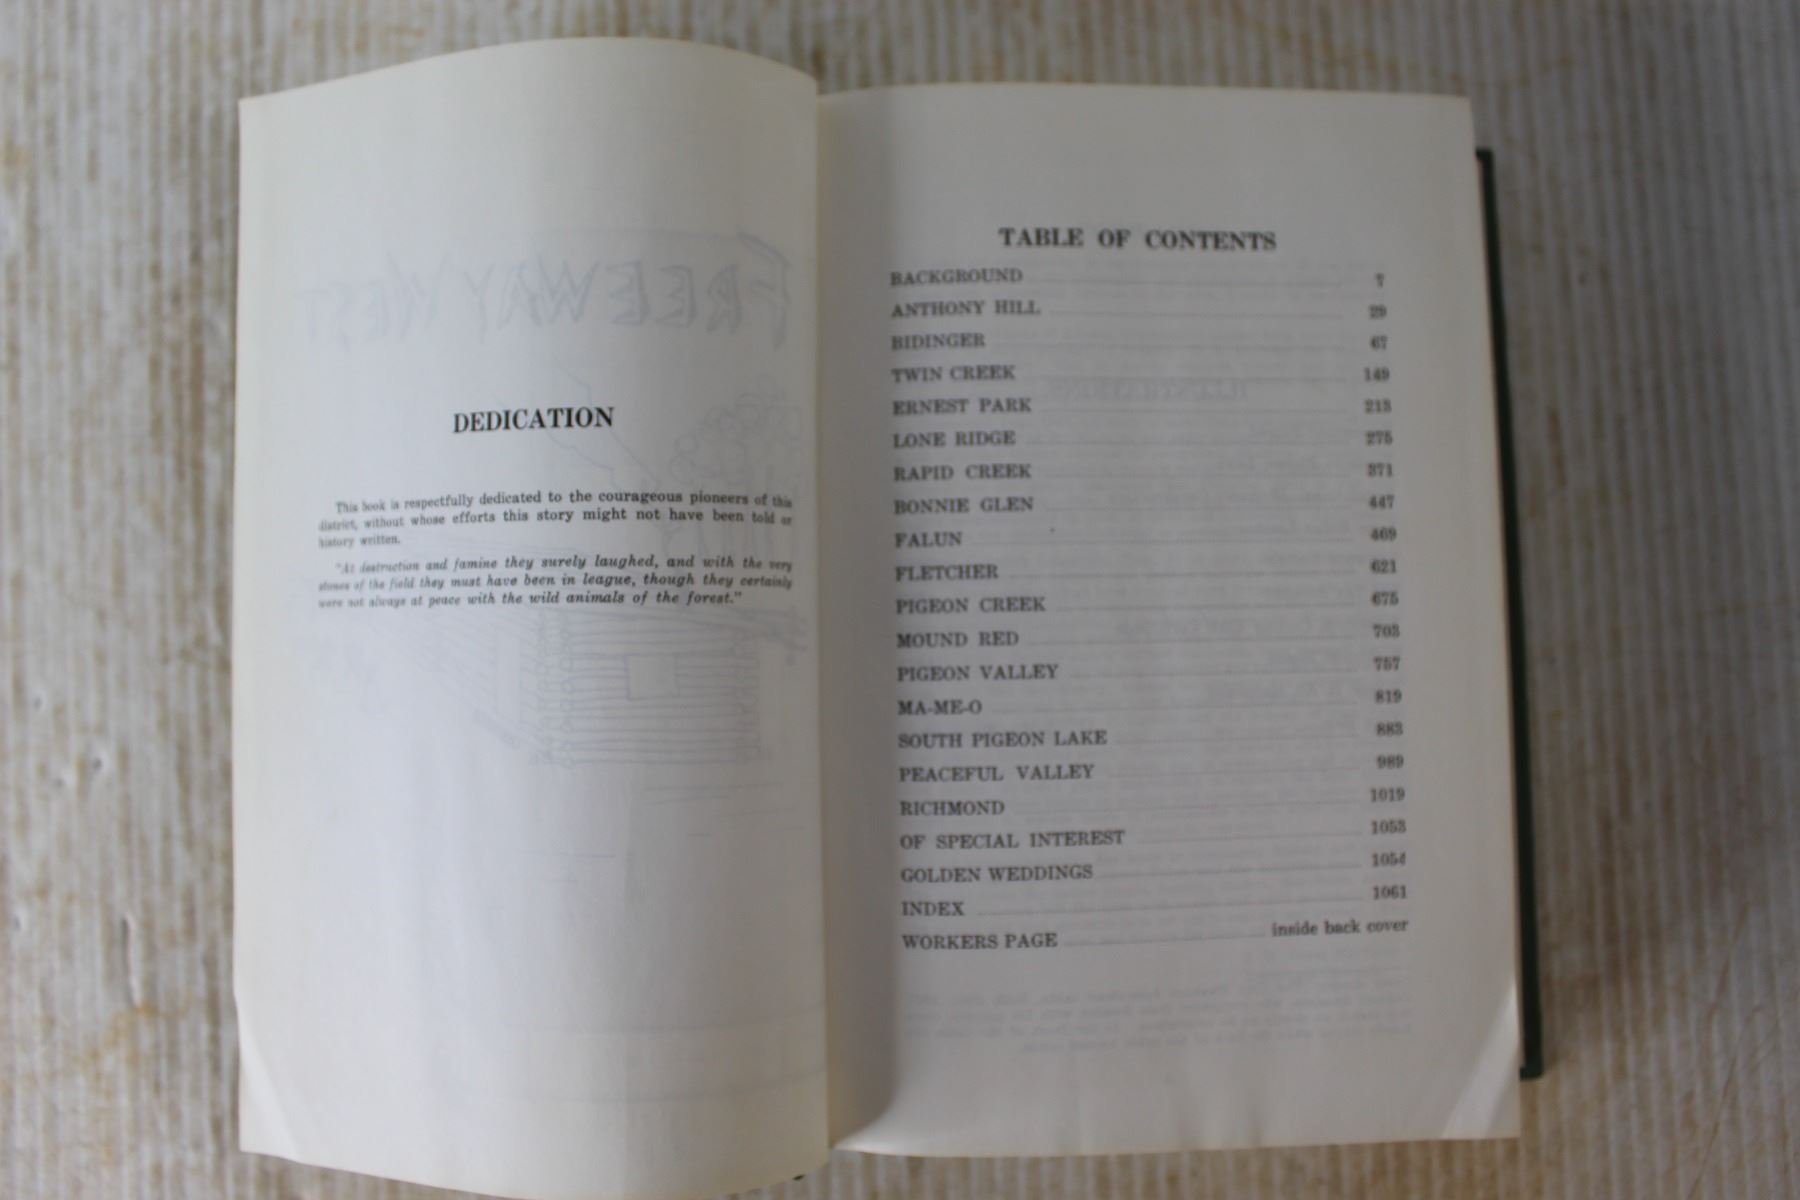 DEDICATION
This book is respectfully dedicated to the courageous pioneers of this
district, without whose efforts this story might not have been told or
history written.
"At destruction and famine they surely laughed, and with the very
stones of the field they must have been in league, though they certainly
were not always at peace with the wild animals of the forest."
FREEWAY WEST
TABLE OF CONTENTS
BACKGROUND 7
ANTHONY HILL 29
BIDINGER 67
TWIN CREEK 149
ERNEST PARK 213
LONE RIDGE 275
RAPID CREEK 371
BONNIE GLEN 447
FALUN 469
FLETCHER 621
PIGEON CREEK 675
MOUND RED 703
PIGEON VALLEY 757
MA-ME-O 819
SOUTH PIGEON LAKE 883
PEACEFUL VALLEY 989
RICHMOND 1019
OF SPECIAL INTEREST 1053
GOLDEN WEDDINGS 1054
INDEX 1061
WORKERS PAGE inside back cover
ILLUSTRATIONS